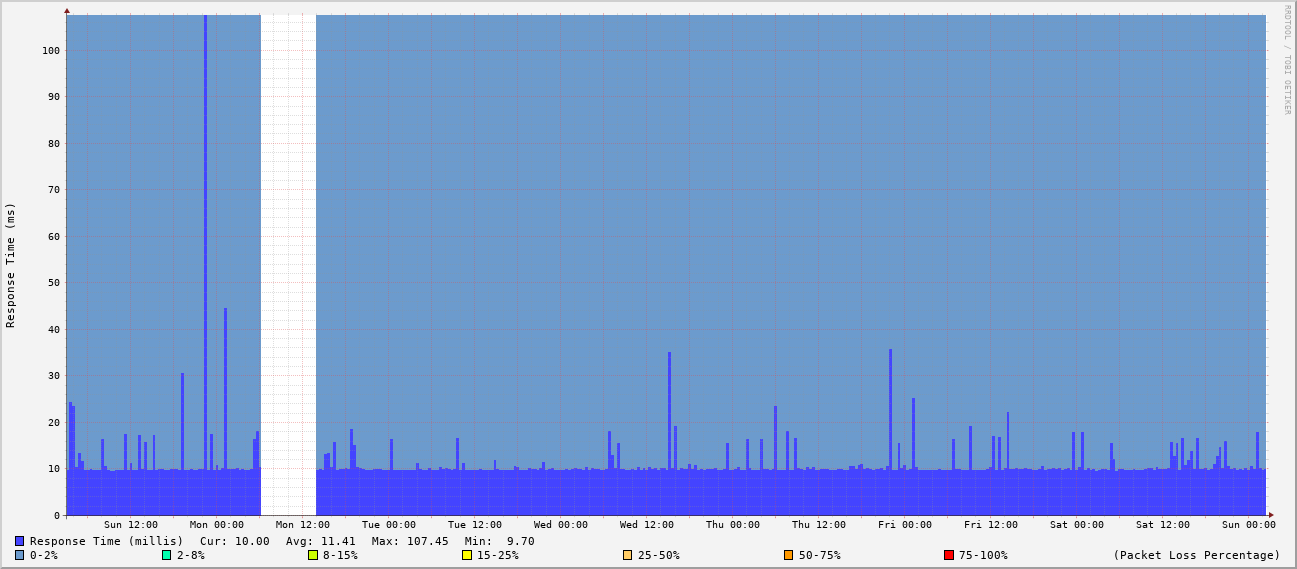 RRDTOOL / TOBI OETIKER
Response Time (ms)
100
90
80
70
60
50
40
30
20
10
0
Sun 12:00 Mon 00:00 Mon 12:00 Tue 00:00 Tue 12:00 Wed 00:00 Wed 12:00 Thu 00:00 Thu 12:00 Fri 00:00 Fri 12:00 Sat 00:00 Sat 12:00 Sun 00:00
Response Time (millis) Cur: 10.00 Avg: 11.41 Max: 107.45 Min: 9.70
0-2% 2-8% 8-15% 15-25% 25-50% 50-75% 75-100% (Packet Loss Percentage)